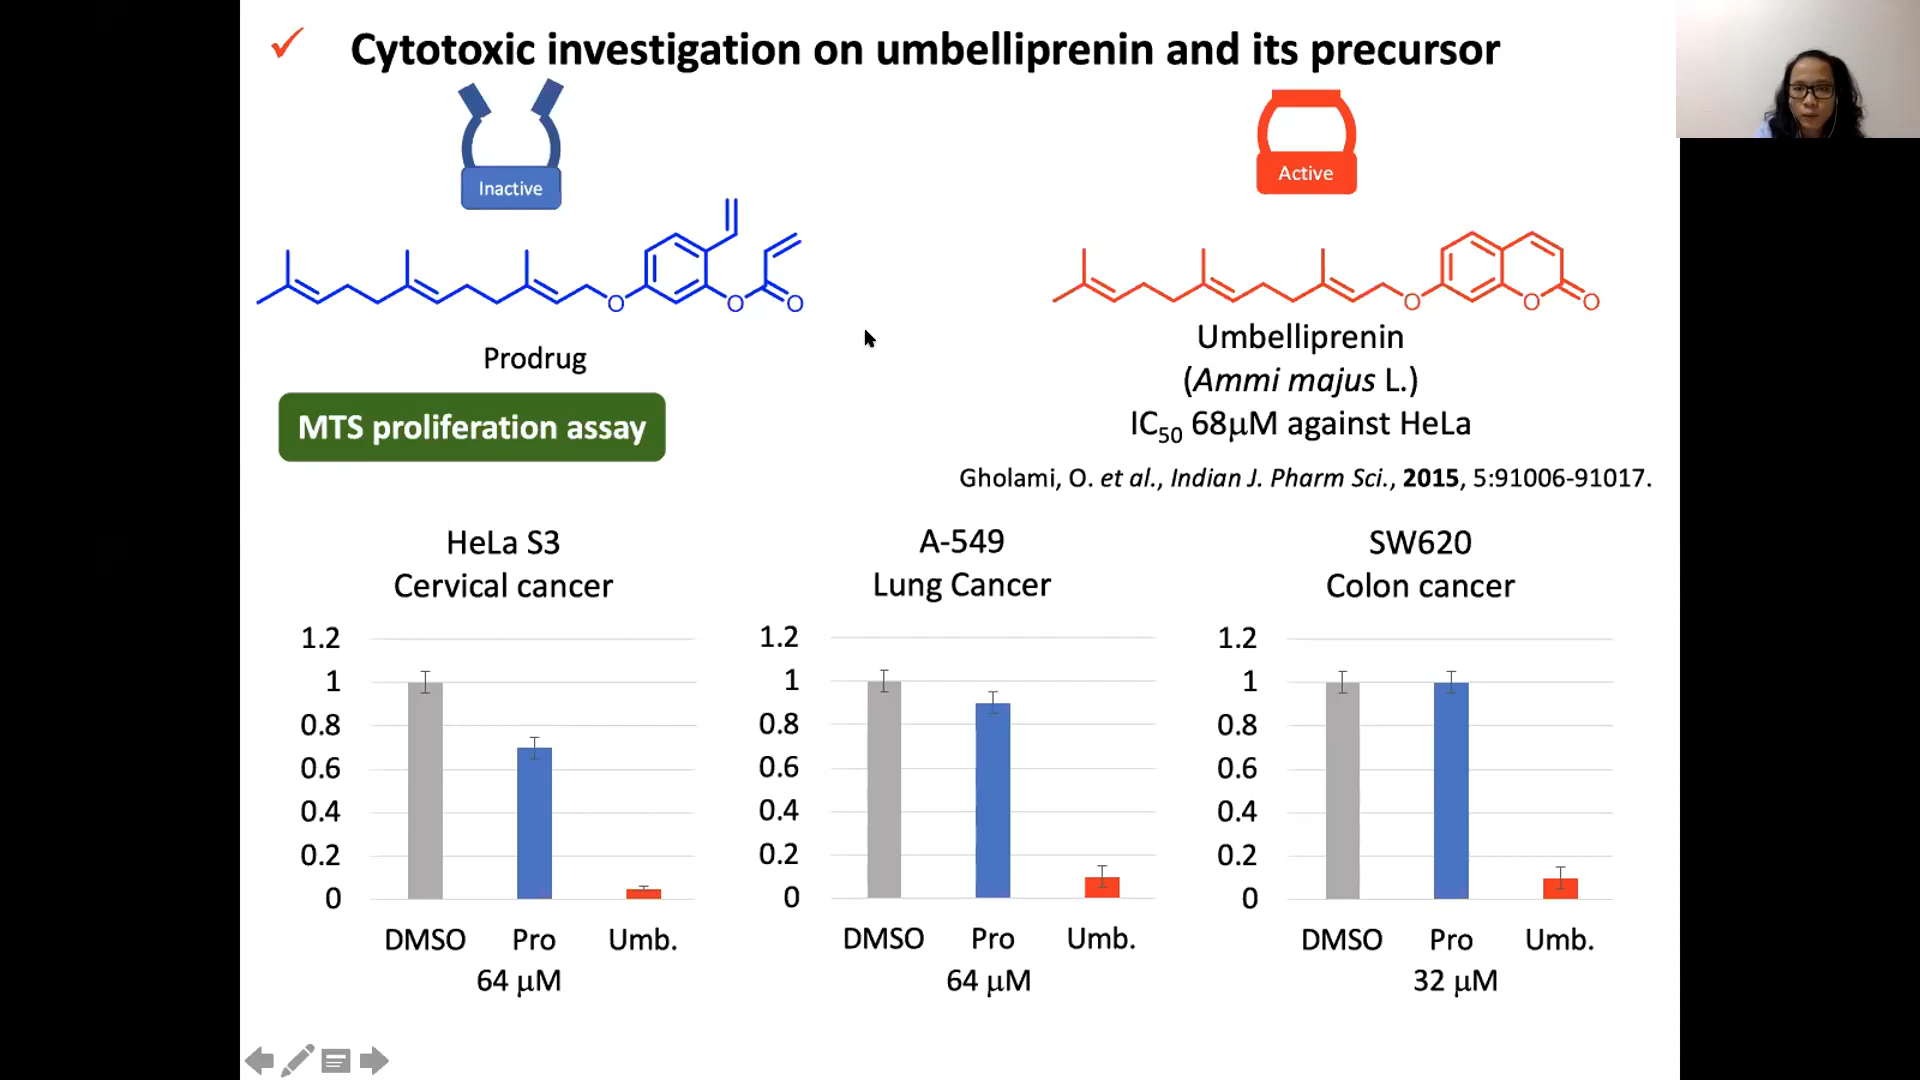 Cytotoxic investigation on umbelliprenin and its precursor
Inactive
Active
O
O
O
O
O
O
Prodrug
Umbelliprenin
(Ammi majus L.)
IC50 68μM against HeLa
MTS proliferation assay
Gholami, O. et al., Indian J. Pharm Sci., 2015, 5:91006-91017.
HeLa S3
Cervical cancer
1.2
1
0.8
0.6
0.4
0.2
0
DMSO Pro Umb.
64 μM
A-549
Lung Cancer
1.2
1
0.8
0.6
0.4
0.2
0
DMSO Pro Umb.
64 μM
SW620
Colon cancer
1.2
1
0.8
0.6
0.4
0.2
0
DMSO Pro Umb.
32 μM